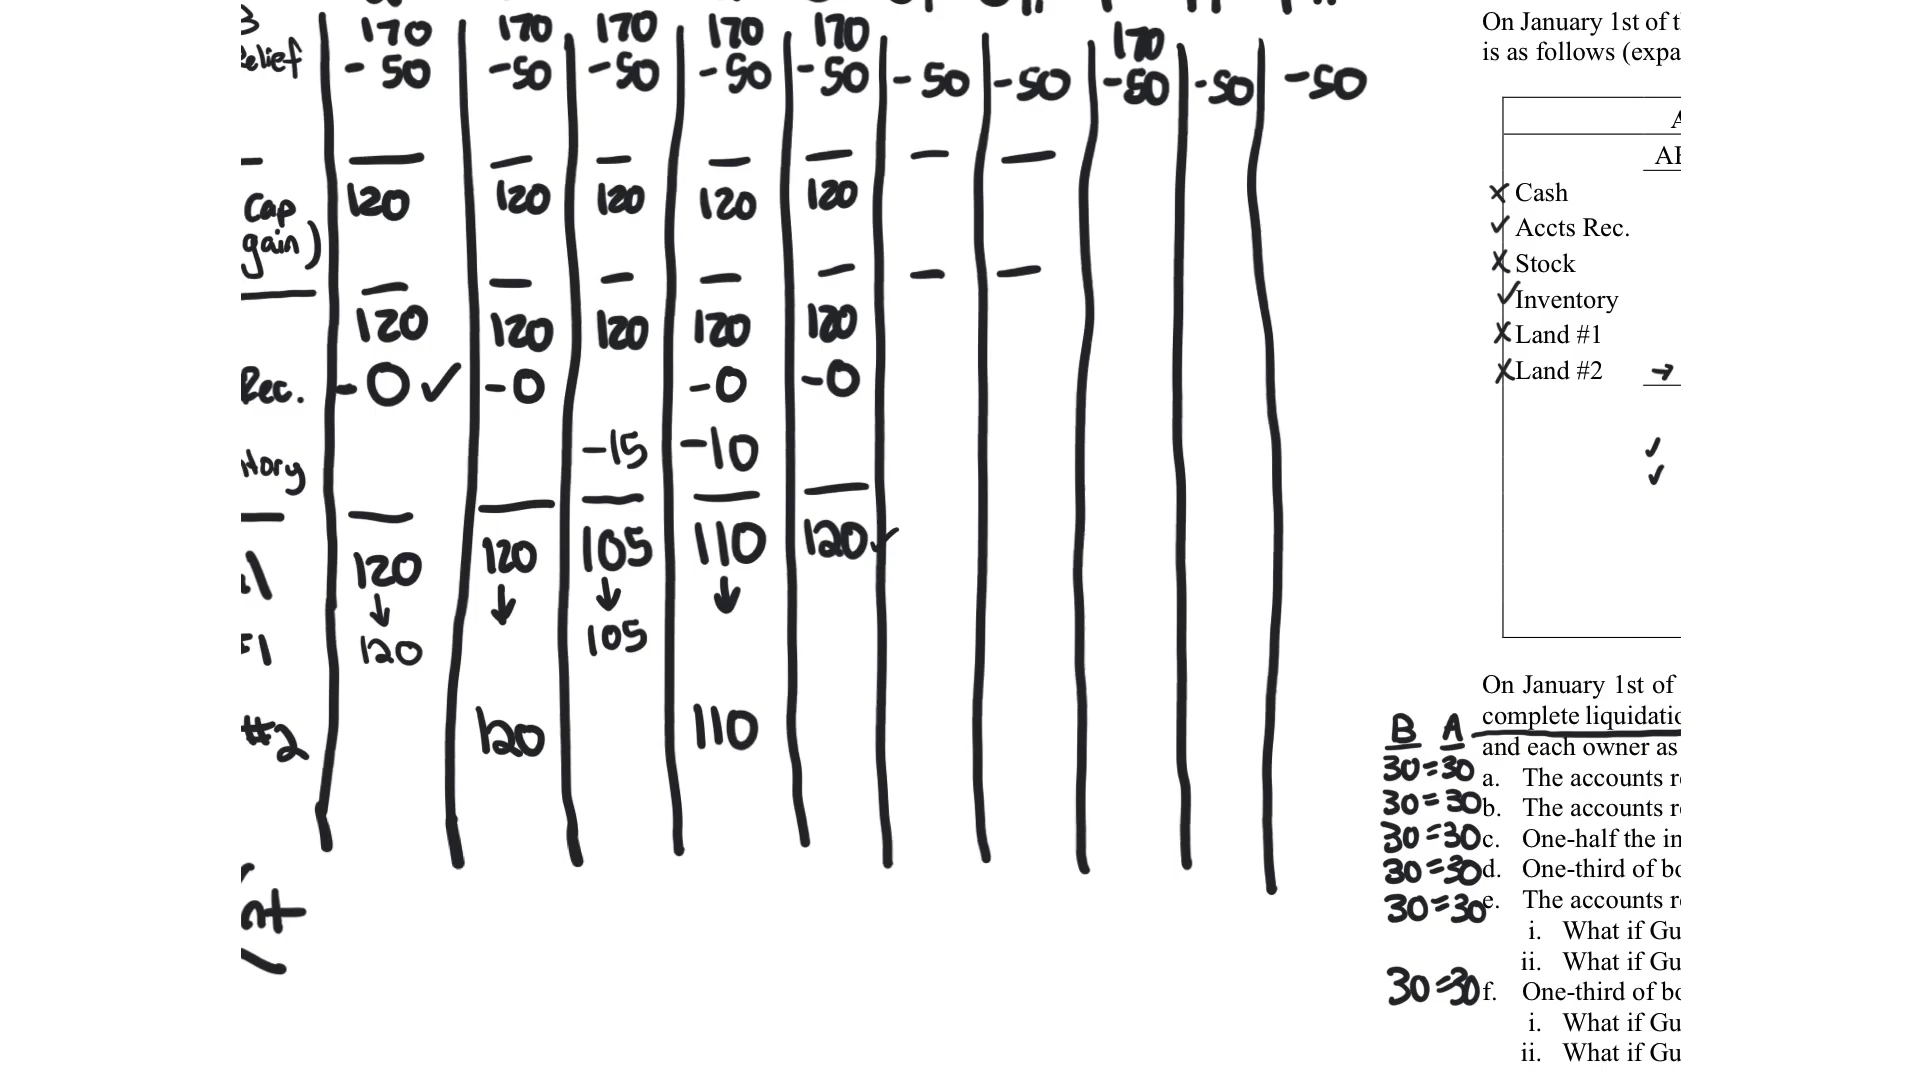 170 170 170 170 170 170
elief - 50 -50 -50 -50 -50 -50 -50 -50 -50 -50
Cap 120 120 120 120 120
gain)
120 120 120 120 120
Rec. -0 ✓ -0 -0 -0
-15 -10
tory
120 120 105 110 120 ✓
↓ ↓ ↓ ↓
120 105
#2 120 110
On January 1st of t
is as follows (expa
A
x Cash
✓ Accts Rec.
x Stock
✓ Inventory
x Land #1
x Land #2 →
✓
✓
On January 1st of
complete liquidatio
B A
and each owner as
30=30 a. The accounts r
30=30 b. The accounts r
30=30 c. One-half the in
30=30 d. One-third of bo
30=30 e. The accounts r
i. What if Gu
ii. What if Gu
30=30 f. One-third of bo
i. What if Gu
ii. What if Gu